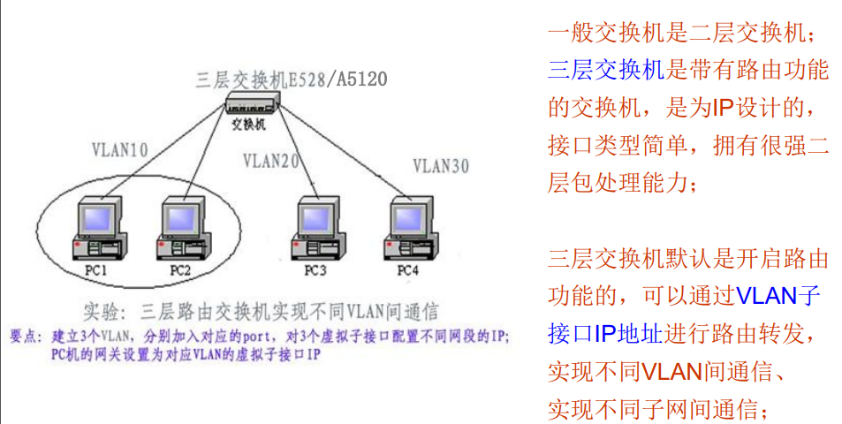 三层交换机E528/A5120
交换机
VLAN10
VLAN20
VLAN30
PC1
PC2
PC3
PC4
实验：三层路由交换机实现不同VLAN间通信
要点：建立3个VLAN，分别加入对应的port，对3个虚拟子接口配置不同网段的IP；
PC机的网关设置为对应VLAN的虚拟子接口IP
一般交换机是二层交换机；
三层交换机是带有路由功能
的交换机，是为IP设计的，
接口类型简单，拥有很强二
层包处理能力；
三层交换机默认是开启路由
功能的，可以通过VLAN子
接口IP地址进行路由转发，
实现不同VLAN间通信、
实现不同子网间通信；